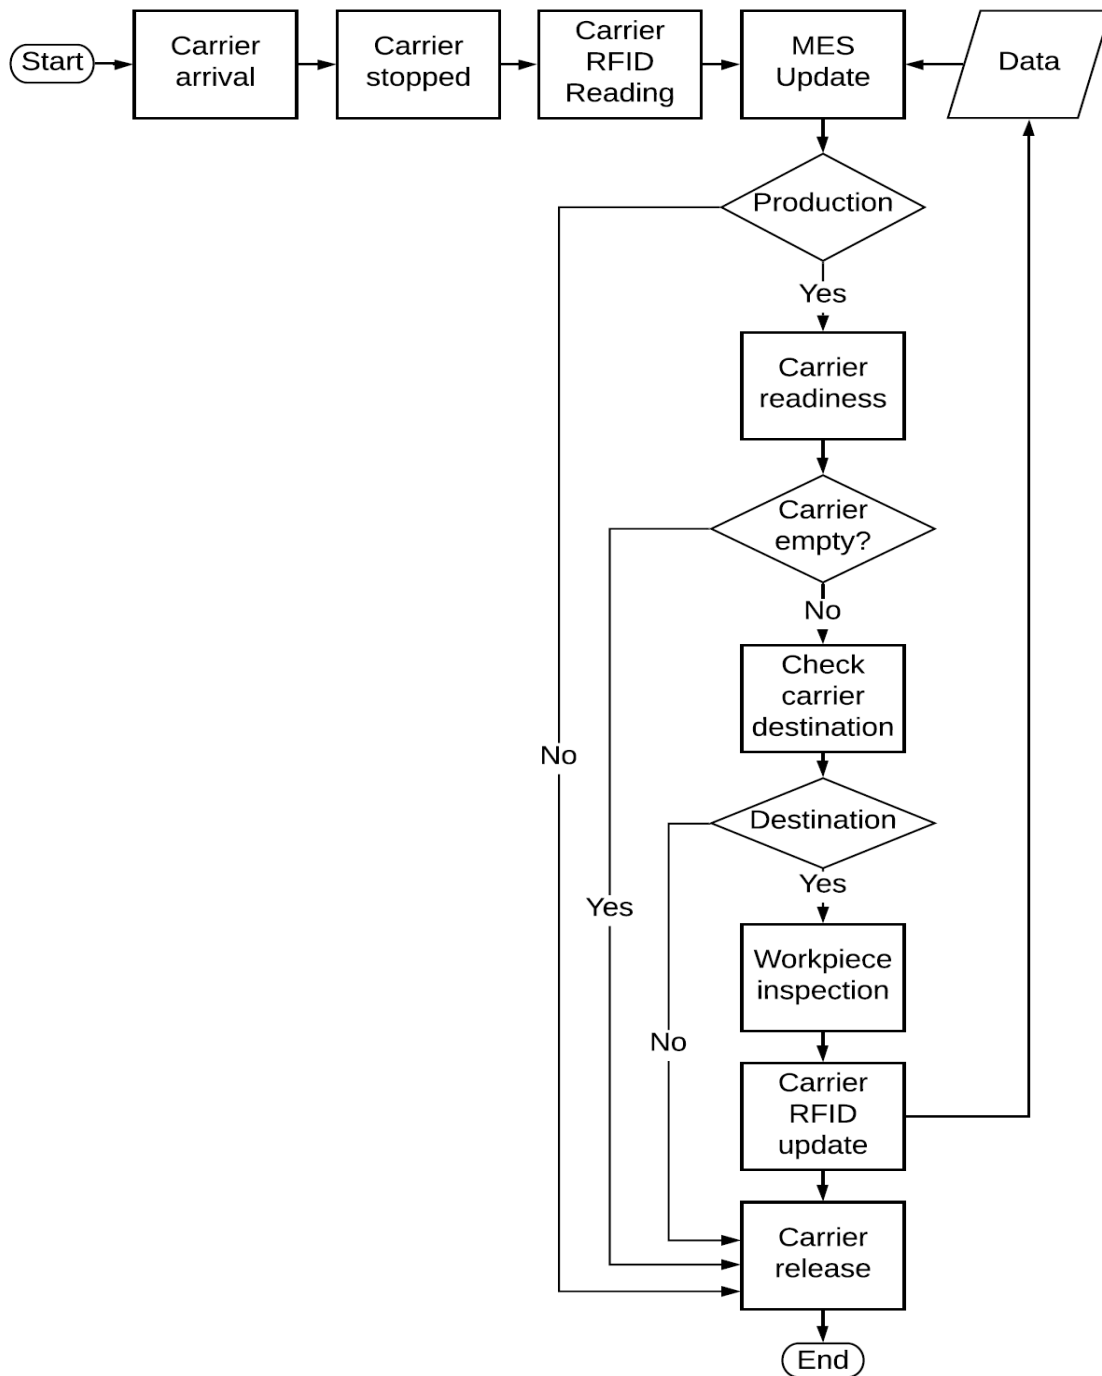 Start
Carrier
arrival
Carrier
stopped
Carrier
RFID
Reading
MES
Update
Data
Production
Yes
Carrier
readiness
Carrier
empty?
No
Check
carrier
destination
No
Destination
Yes
Yes
Workpiece
inspection
No
Carrier
RFID
update
Carrier
release
End